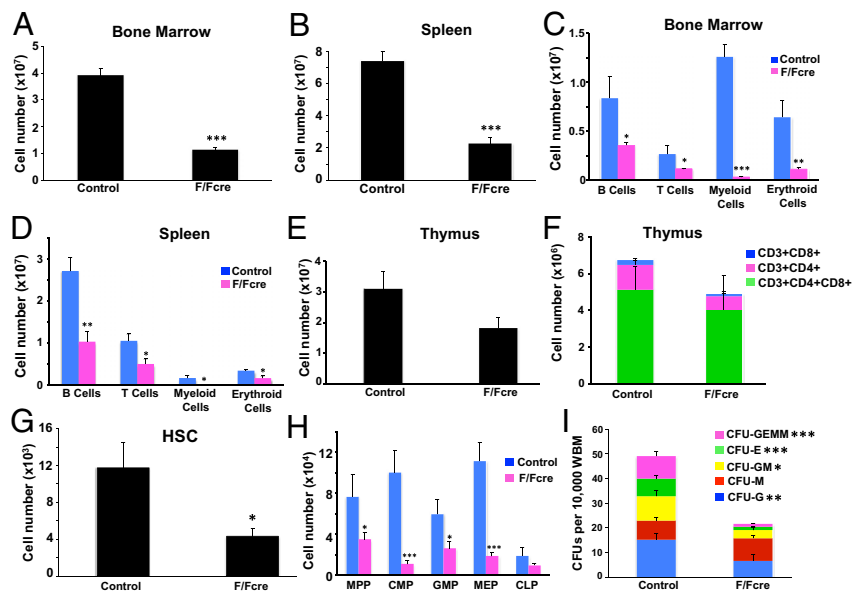 A
Bone Marrow
Cell number (x10⁷)
5
4
3
2
1
0
***
Control
F/Fcre
B
Spleen
Cell number (x10⁷)
8
6
4
2
0
***
Control
F/Fcre
C
Bone Marrow
Cell number (x10⁷)
1.5
1.0
0.5
0
Control
F/Fcre
*
*
***
**
B Cells
T Cells
Myeloid
Cells
Erythroid
Cells
D
Spleen
Cell number (x10⁷)
3
2
1
0
Control
F/Fcre
**
*
*
*
B Cells
T Cells
Myeloid
Cells
Erythroid
Cells
E
Thymus
Cell number (x10⁷)
4
3
2
1
0
Control
F/Fcre
F
Thymus
Cell number (x10⁶)
8
6
4
2
0
CD3+CD8+
CD3+CD4+
CD3+CD4+CD8+
Control
F/Fcre
G
HSC
Cell number (x10³)
16
12
8
4
0
*
Control
F/Fcre
H
Cell number (x10⁴)
14
12
10
8
6
4
2
0
Control
F/Fcre
*
***
*
***
MPP
CMP
GMP
MEP
CLP
I
CFUs per 10,000 WBM
60
50
40
30
20
10
0
CFU-GEMM ***
CFU-E ***
CFU-GM *
CFU-M
CFU-G **
Control
F/Fcre